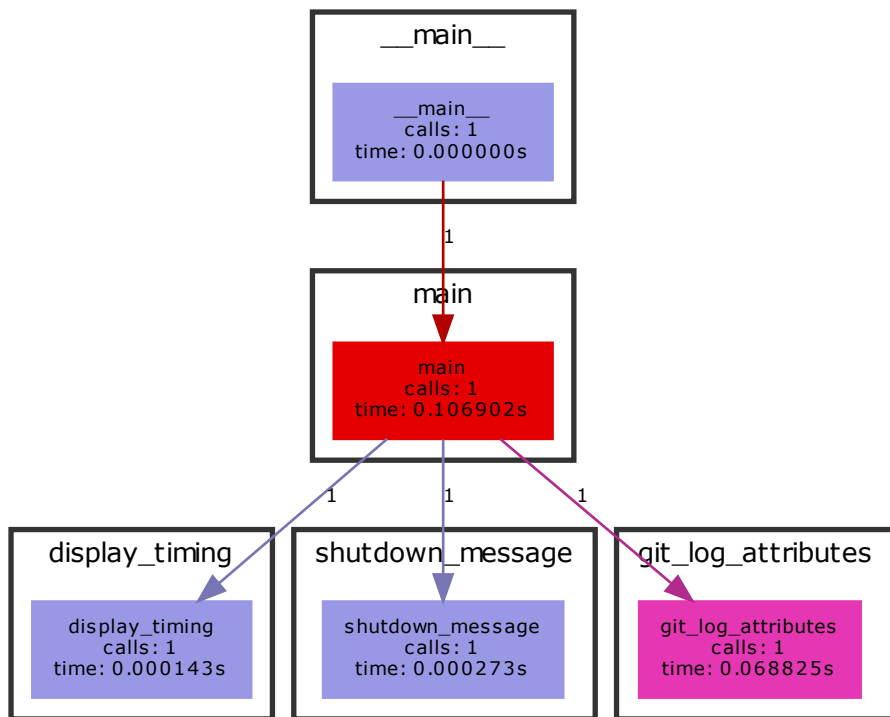 __main__
__main__
calls: 1
time: 0.000000s
1
main
main
calls: 1
time: 0.106902s
1
1
1
display_timing
display_timing
calls: 1
time: 0.000143s
shutdown_message
shutdown_message
calls: 1
time: 0.000273s
git_log_attributes
git_log_attributes
calls: 1
time: 0.068825s